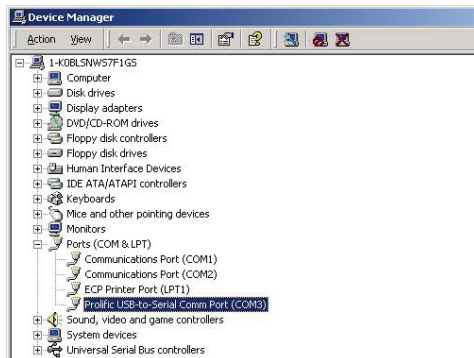 Device Manager
Action View
1-K0BLSNWS7F1GS
Computer
Disk drives
Display adapters
DVD/CD-ROM drives
Floppy disk controllers
Floppy disk drives
Human Interface Devices
IDE ATA/ATAPI controllers
Keyboards
Mice and other pointing devices
Monitors
Ports (COM & LPT)
Communications Port (COM1)
Communications Port (COM2)
ECP Printer Port (LPT1)
Prolific USB-to-Serial Comm Port (COM3)
Sound, video and game controllers
System devices
Universal Serial Bus controllers